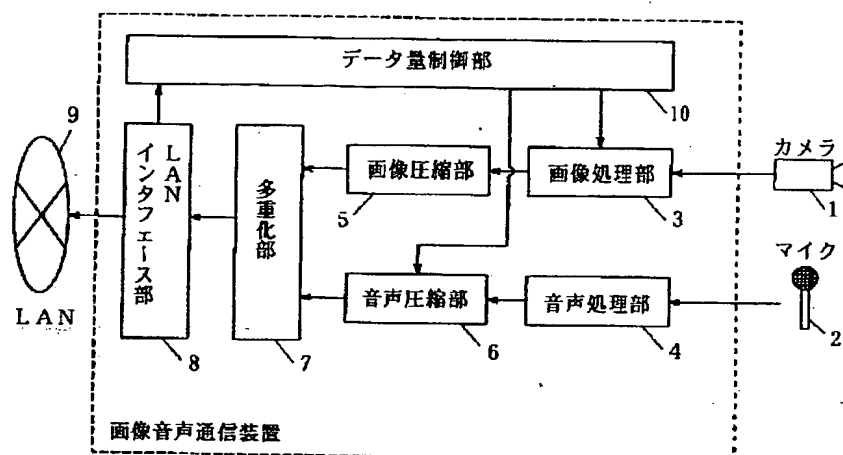 データ量制御部
10
9
LAN
LAN
インタフェース部
8
多重化部
7
画像圧縮部
5
画像処理部
3
カメラ
1
音声圧縮部
6
音声処理部
4
マイク
2
画像音声通信装置